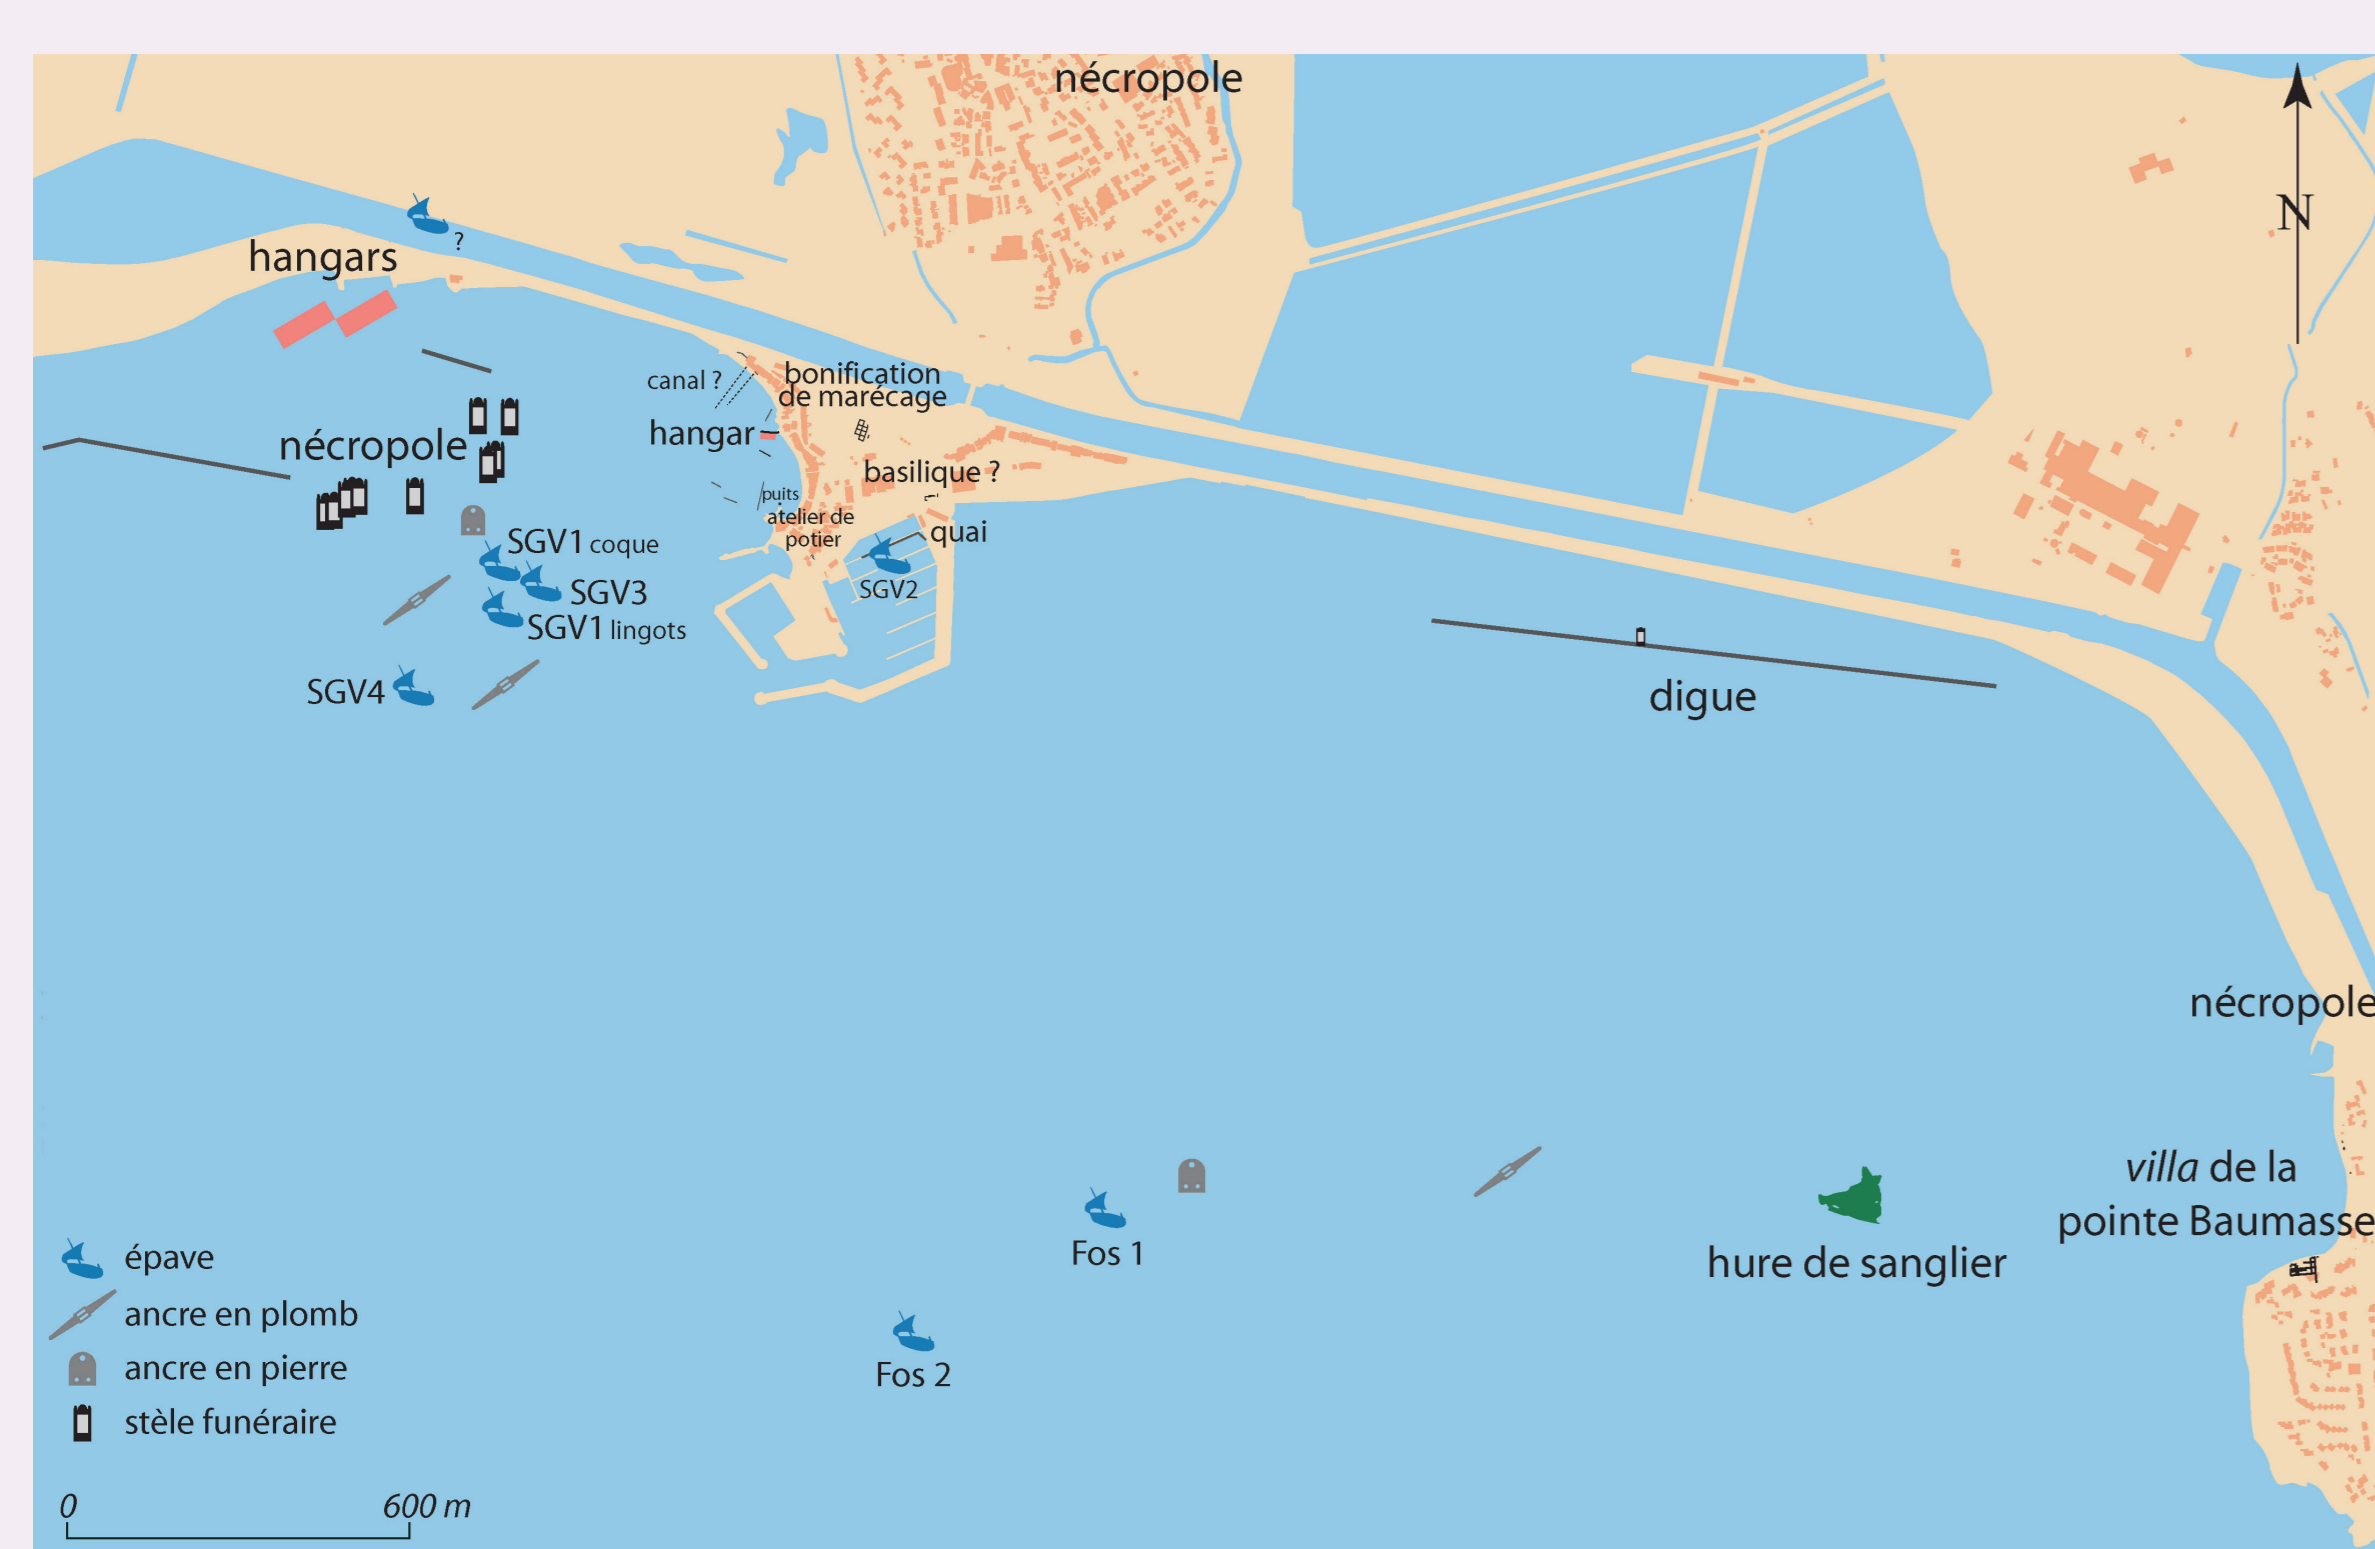 nécropole
N
?
hangars
canal ?
bonification
de marécage
hangar
nécropole
basilique ?
puits
atelier de
potier
quai
SGV1 coque
SGV3
SGV2
SGV1 lingots
SGV4
digue
nécropole
villa de la
pointe Baumasse
hure de sanglier
Fos 1
Fos 2
épave
ancre en plomb
ancre en pierre
stèle funéraire
0 600 m